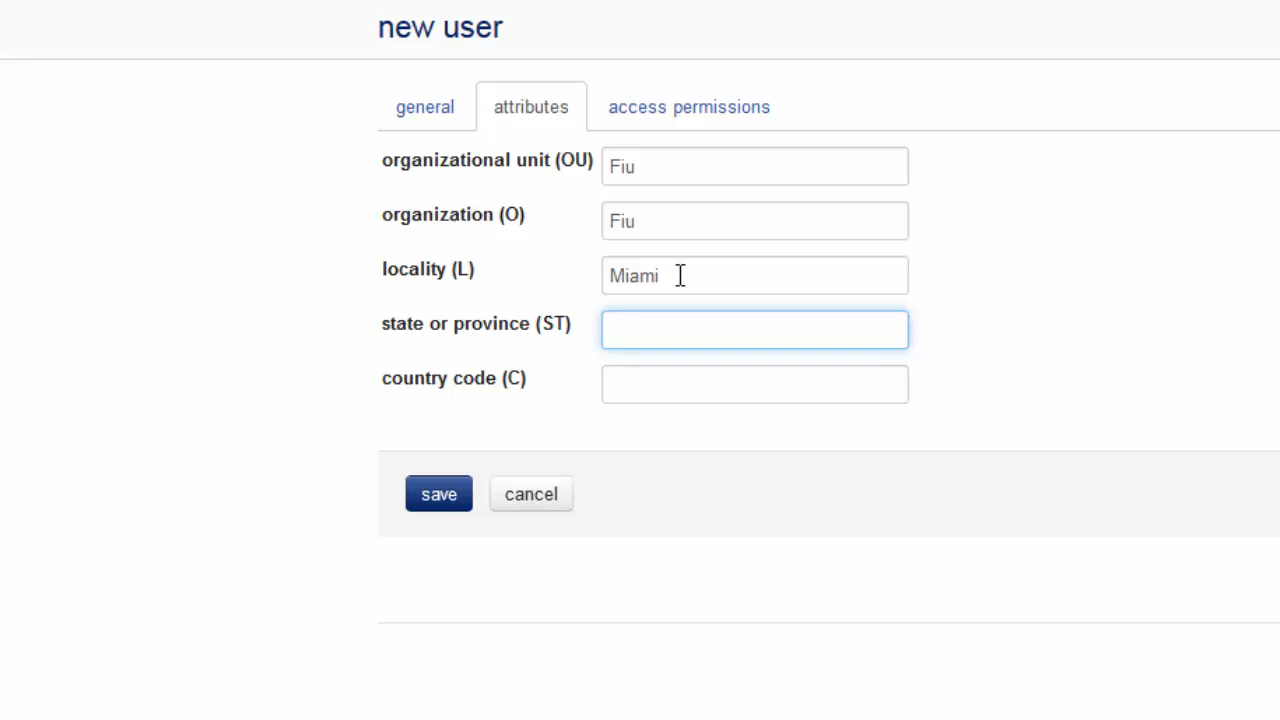 new user
general attributes access permissions
organizational unit (OU) Fiu
organization (O) Fiu
locality (L) Miami
state or province (ST)
country code (C)
save cancel